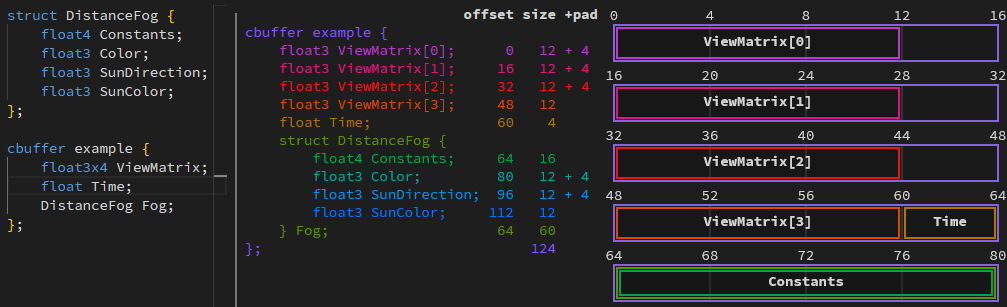 struct DistanceFog {
float4 Constants;
float3 Color;
float3 SunDirection;
float3 SunColor;
};
cbuffer example {
float3x4 ViewMatrix;
float Time;
DistanceFog Fog;
};
offset size +pad
cbuffer example {
float3 ViewMatrix[0]; 0 12 + 4
float3 ViewMatrix[1]; 16 12 + 4
float3 ViewMatrix[2]; 32 12 + 4
float3 ViewMatrix[3]; 48 12
float Time; 60 4
struct DistanceFog {
float4 Constants; 64 16
float3 Color; 80 12 + 4
float3 SunDirection; 96 12 + 4
float3 SunColor; 112 12
} Fog; 64 60
}; 124
0 4 8 12 16
ViewMatrix[0]
16 20 24 28 32
ViewMatrix[1]
32 36 40 44 48
ViewMatrix[2]
48 52 56 60 64
ViewMatrix[3] Time
64 68 72 76 80
Constants